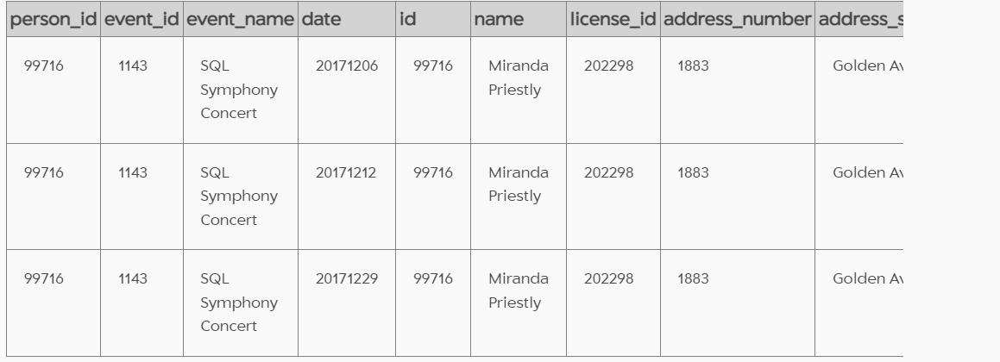 person_id event_id event_name date id name license_id address_number address_s
99716 1143 SQL 20171206 99716 Miranda 202298 1883 Golden Av
Symphony Priestly
Concert
99716 1143 SQL 20171212 99716 Miranda 202298 1883 Golden Av
Symphony Priestly
Concert
99716 1143 SQL 20171229 99716 Miranda 202298 1883 Golden Av
Symphony Priestly
Concert